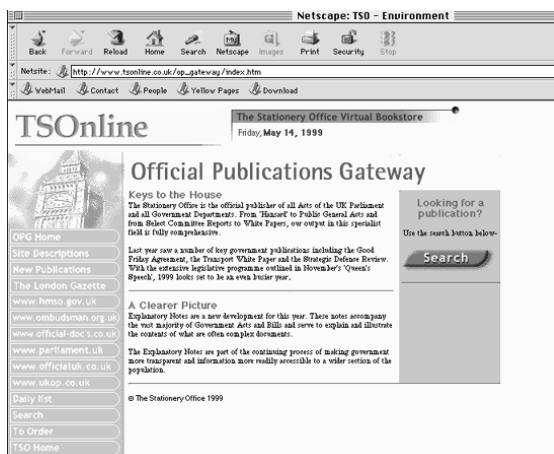 Netscape: TSO - Environment
Back Forward Reload Home Search Netscape Images Print Security Stop
Netsite: http://www.tsonline.co.uk/op_gateway/index.htm
WebMail Contact People Yellow Pages Download
TSOnline
The Stationery Office Virtual Bookstore
Friday, May 14, 1999
Official Publications Gateway
Keys to the House
The Stationery Office is the official publisher of all Acts of the UK Parliament
and all Government Departments. From 'Hansard' to Public General Acts and
from Select Committee Reports to White Papers, our output in this specialist
field is fully comprehensive.
Last year saw a number of key government publications including the Good
Friday Agreement, the Transport White Paper and the Strategic Defense Review.
With the extensive legislative programme outlined in November's 'Queen's
Speech', 1999 looks set to be an even busier year.
A Clearer Picture
Explanatory Notes are a new development for this year. These notes accompany
the vast majority of Government Acts and Bills and serve to explain and illustrate
the contents of what are often complex documents.
The Explanatory Notes are part of the continuing process of making government
more transparent and information more readily accessible to a wider section of the
population.
© The Stationery Office 1999
Looking for a
publication?
Use the search button below-
Search
OPG Home
Site Descriptions
New Publications
The London Gazette
www.hmso.gov.uk
www.ombudsman.org.uk
www.official-doc's.co.uk
www.parliament.uk
www.officialuk.co.uk
www.ukop.co.uk
Daily list
Search
To Order
TSO Home